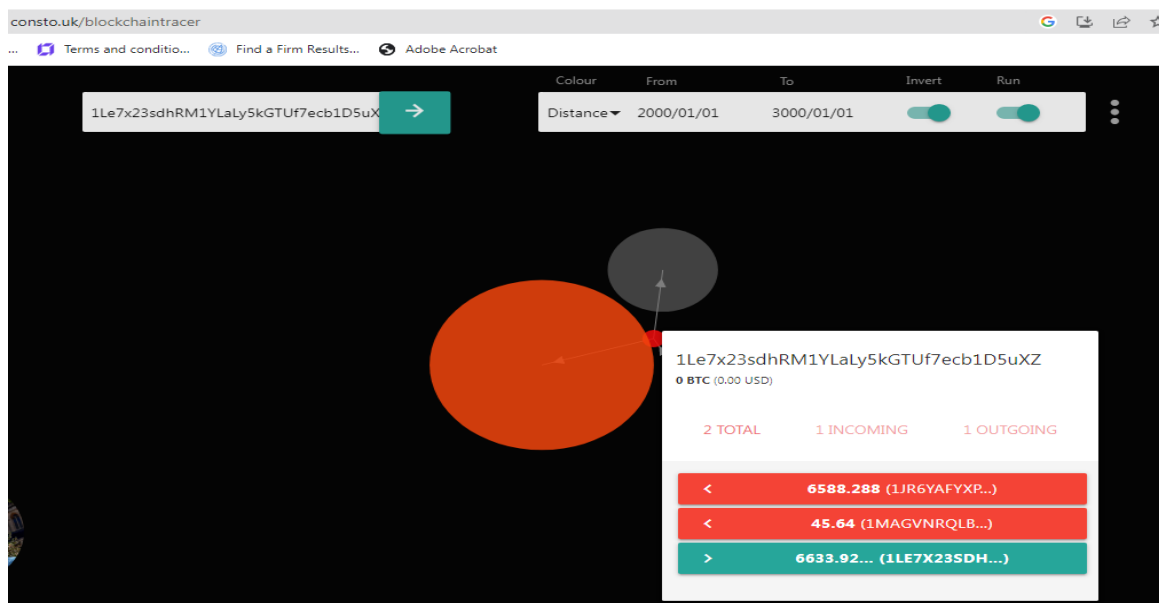 consto.uk/blockchaintracer
... Terms and conditio... Find a Firm Results... Adobe Acrobat
Colour From To Invert Run
1Le7x23sdhRM1YLaLy5kGTUf7ecb1D5uX Distance 2000/01/01 3000/01/01
1Le7x23sdhRM1YLaLy5kGTUf7ecb1D5uXZ
0 BTC (0.00 USD)
2 TOTAL 1 INCOMING 1 OUTGOING
< 6588.288 (1JR6YAFYXP...)
< 45.64 (1MAGVNRQLB...)
> 6633.92... (1LE7X23SDH...)